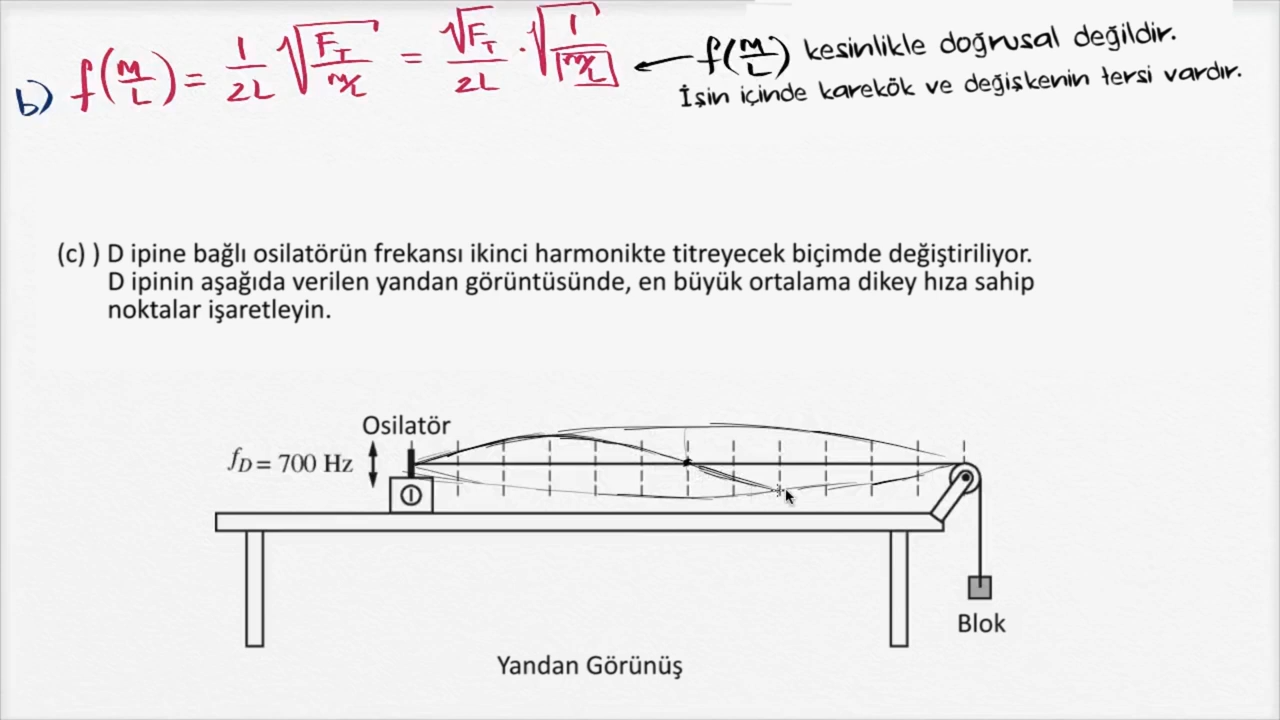 b) f(M/L) = 1/2L √(F_T/(m/L)) = √F_T/2L · √(1/(m/L)) ← f(M/L) kesinlikle doğrusal değildir.
İşin içinde karekök ve değişkenin tersi vardır.
(c) ) D ipine bağlı osilatörün frekansı ikinci harmonikte titreyecek biçimde değiştiriliyor.
D ipinin aşağıda verilen yandan görüntüsünde, en büyük ortalama dikey hıza sahip
noktalar işaretleyin.
Osilatör
f_D = 700 Hz
Blok
Yandan Görünüş